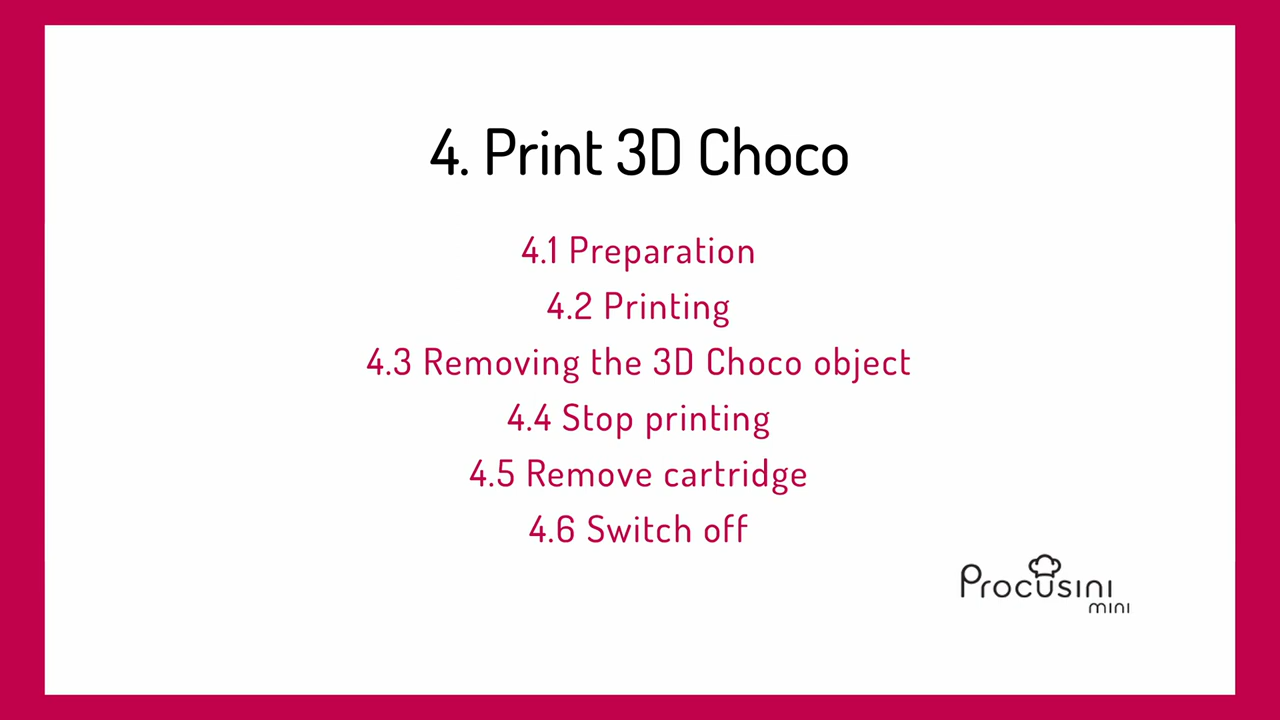 4. Print 3D Choco
4.1 Preparation
4.2 Printing
4.3 Removing the 3D Choco object
4.4 Stop printing
4.5 Remove cartridge
4.6 Switch off
Procusini
mini